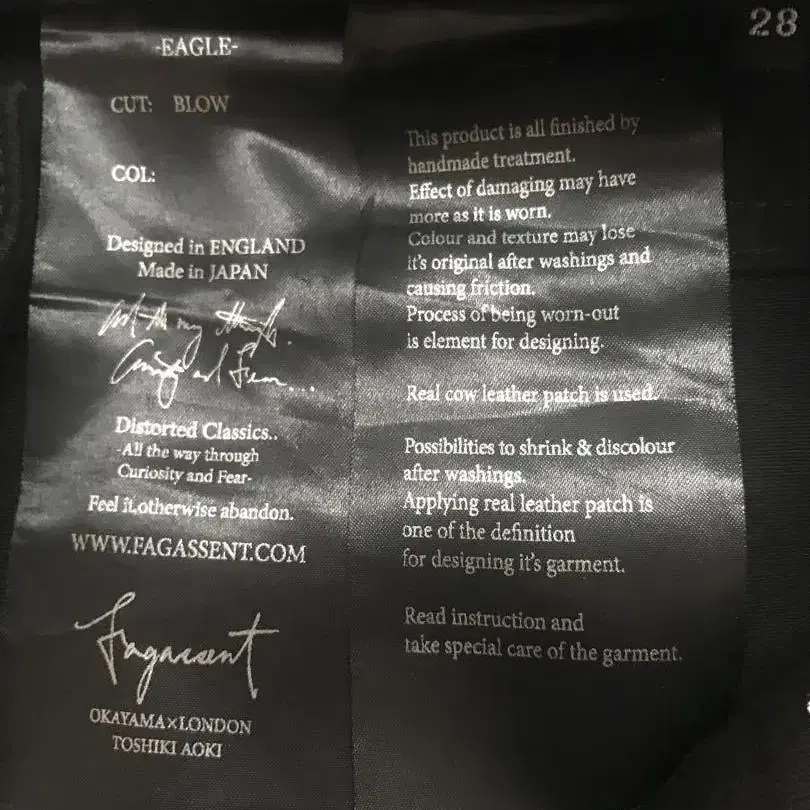 28
-EAGLE-
CUT: BLOW
COL:
Designed in ENGLAND
Made in JAPAN
Distorted Classics..
-All the way through
Curiosity and Fear-
Feel it,otherwise abandon.
WWW.FAGASSENT.COM
Fagassent
OKAYAMA×LONDON
TOSHIKI AOKI
This product is all finished by
handmade treatment.
Effect of damaging may have
more as it is worn.
Colour and texture may lose
it's original after washings and
causing friction.
Process of being worn-out
is element for designing.
Real cow leather patch is used.
Possibilities to shrink & discolour
after washings.
Applying real leather patch is
one of the definition
for designing it's garment.
Read instruction and
take special care of the garment.